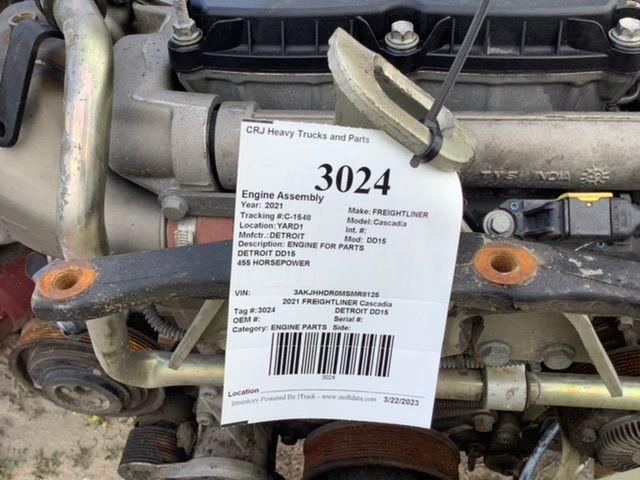 CRJ Heavy Trucks and Parts
3024
Engine Assembly
Year: 2021 Make: FREIGHTLINER
Tracking #:C-1548 Model: Cascadia
Location: YARD1 Int. #:
Mnfctr.: DETROIT Mod: DD15
Description: ENGINE FOR PARTS
DETROIT DD15
455 HORSEPOWER
VIN: 3AKJHHDR0MSMR8125
2021 FREIGHTLINER Cascadia
Tag #: 3024 DETROIT DD15
OEM #: Serial #:
Category: ENGINE PARTS Side:
3024
Location
Inventory Powered By ITrack - www.isoftdata.com 3/22/2023